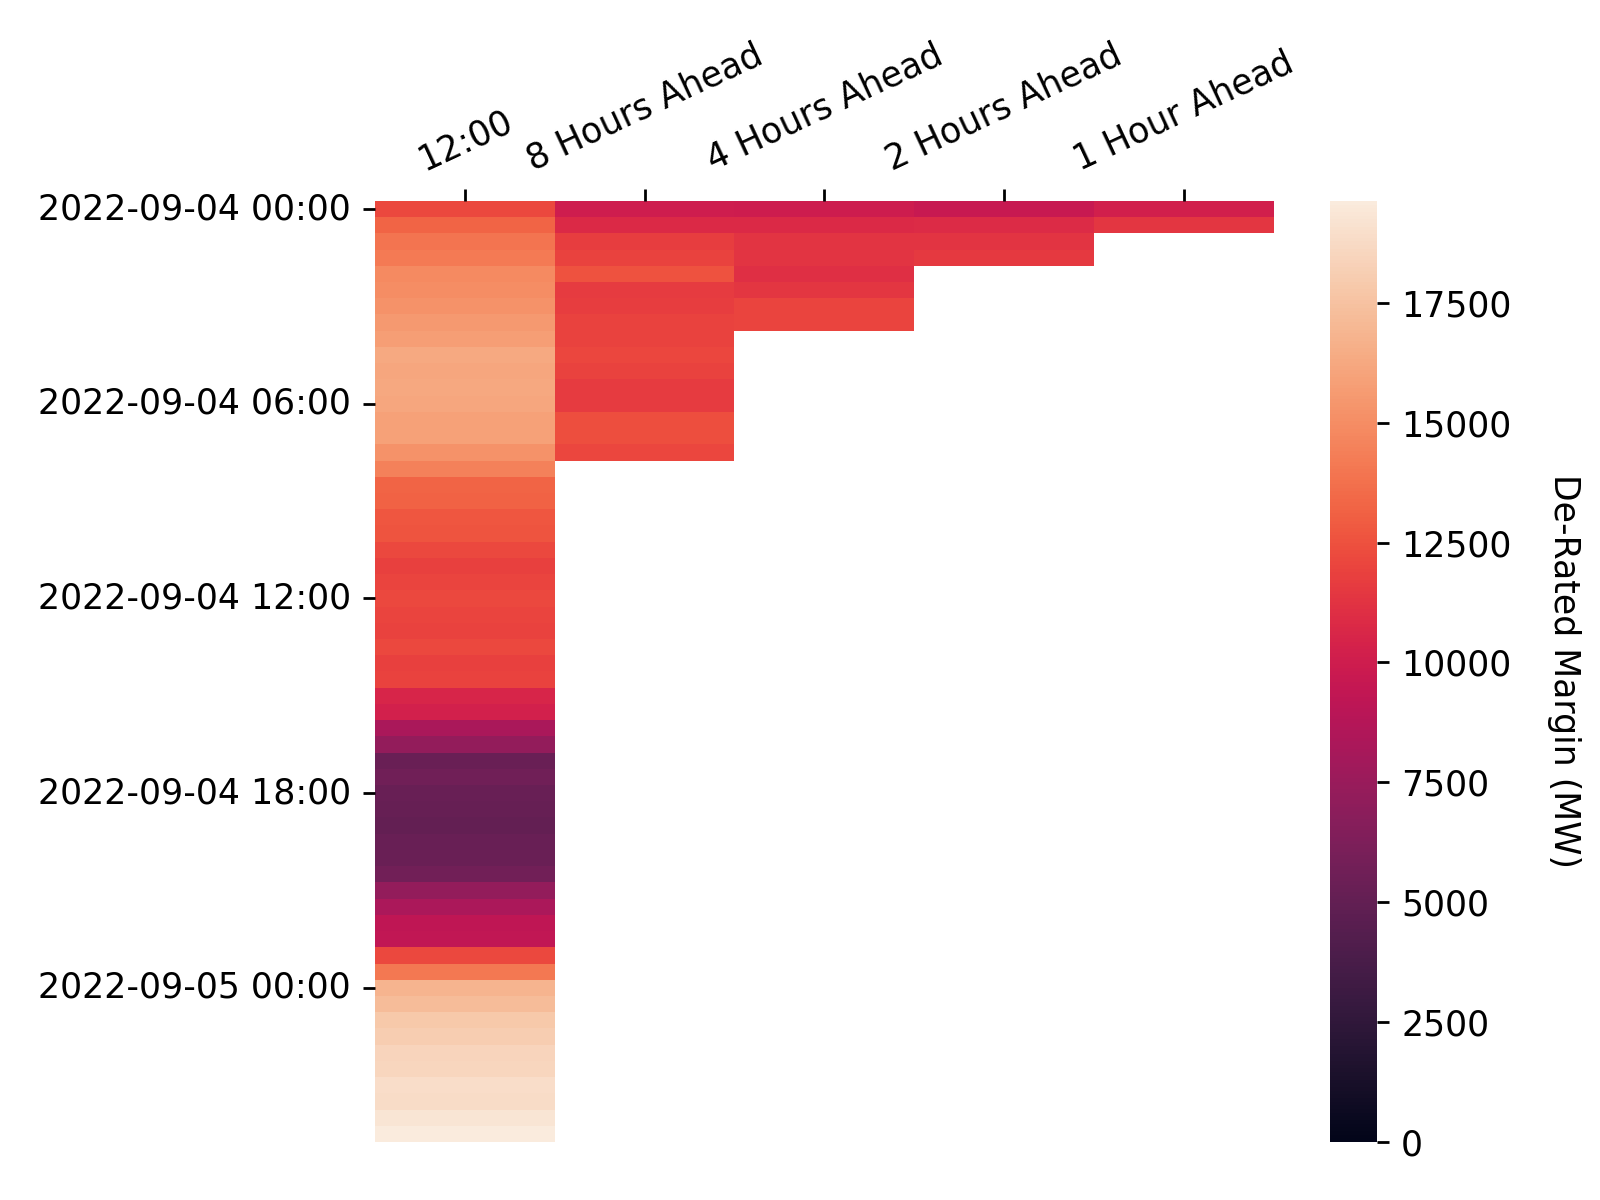 12:00
8 Hours Ahead
4 Hours Ahead
2 Hours Ahead
1 Hour Ahead
2022-09-04 00:00
2022-09-04 06:00
2022-09-04 12:00
2022-09-04 18:00
2022-09-05 00:00
17500
15000
12500
10000
7500
5000
2500
0
De-Rated Margin (MW)